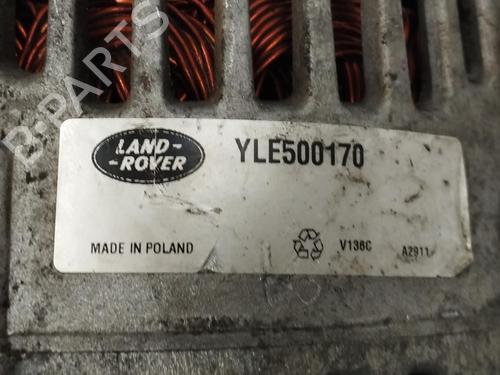 B-PARTS
LAND-
-ROVER
YLE500170
MADE IN POLAND
V136C
A2911